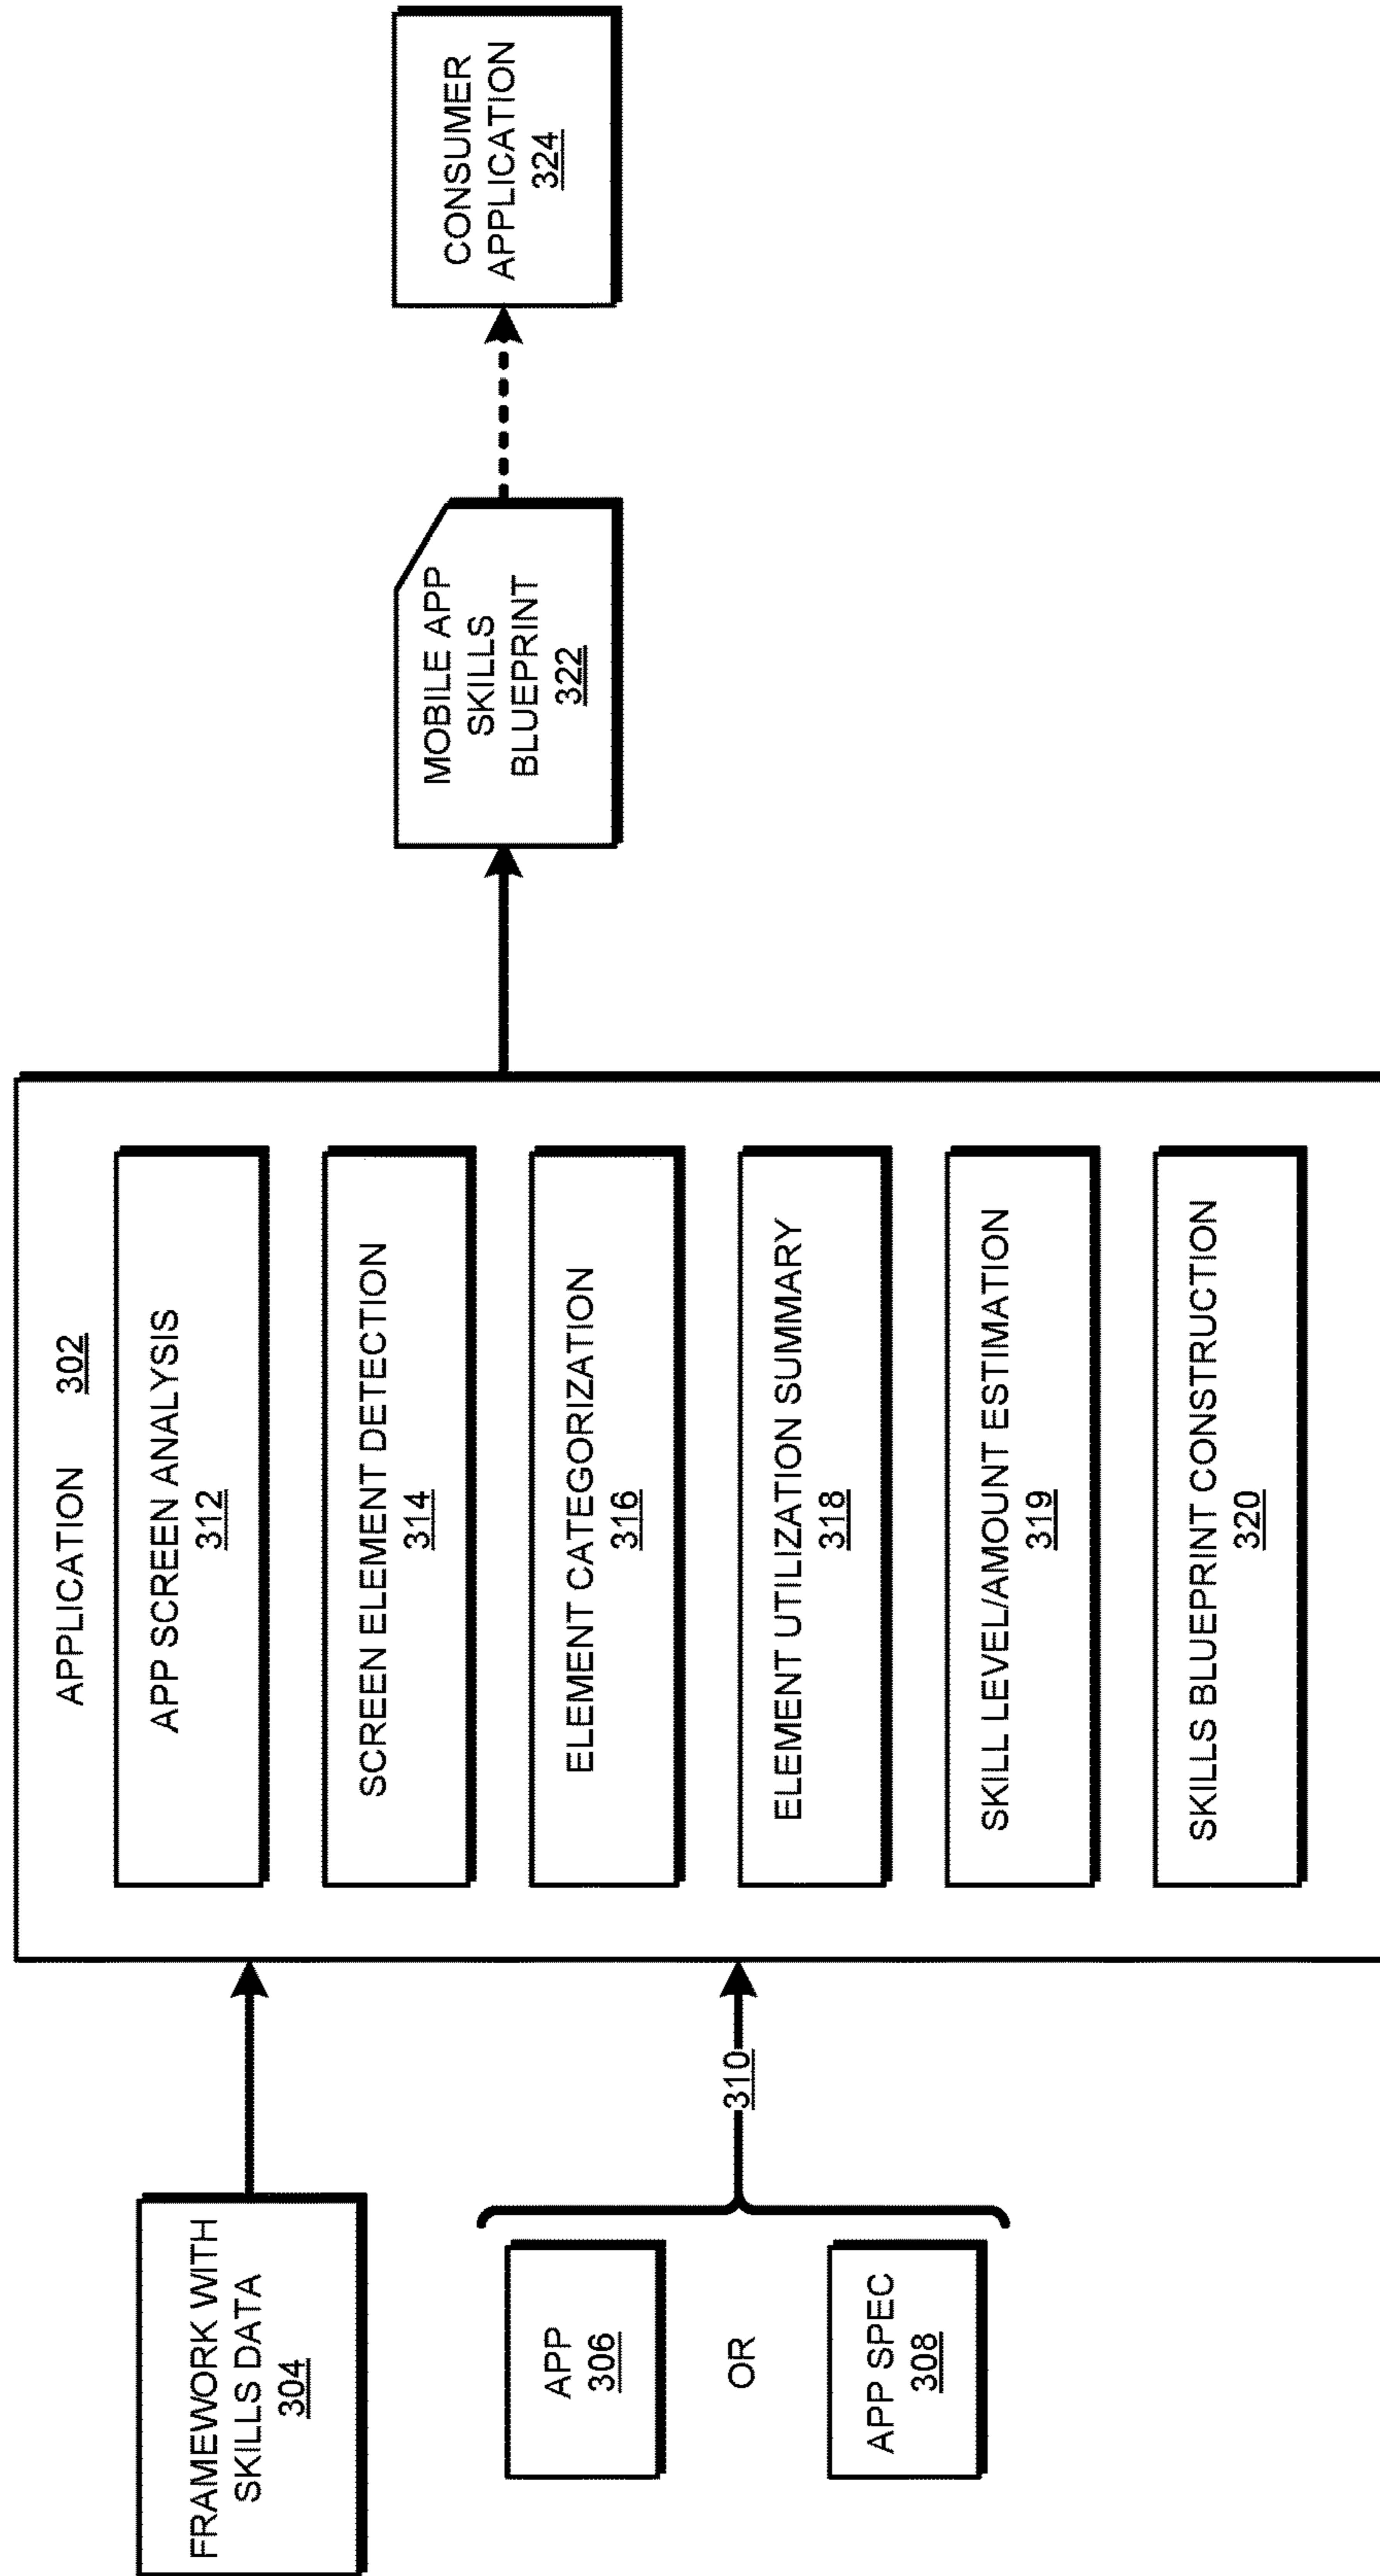 FRAMEWORK WITH
SKILLS DATA
304
APP
306
OR
APP SPEC
308
310
APPLICATION 302
APP SCREEN ANALYSIS
312
SCREEN ELEMENT DETECTION
314
ELEMENT CATEGORIZATION
316
ELEMENT UTILIZATION SUMMARY
318
SKILL LEVEL/AMOUNT ESTIMATION
319
SKILLS BLUEPRINT CONSTRUCTION
320
MOBILE APP
SKILLS
BLUEPRINT
322
CONSUMER
APPLICATION
324